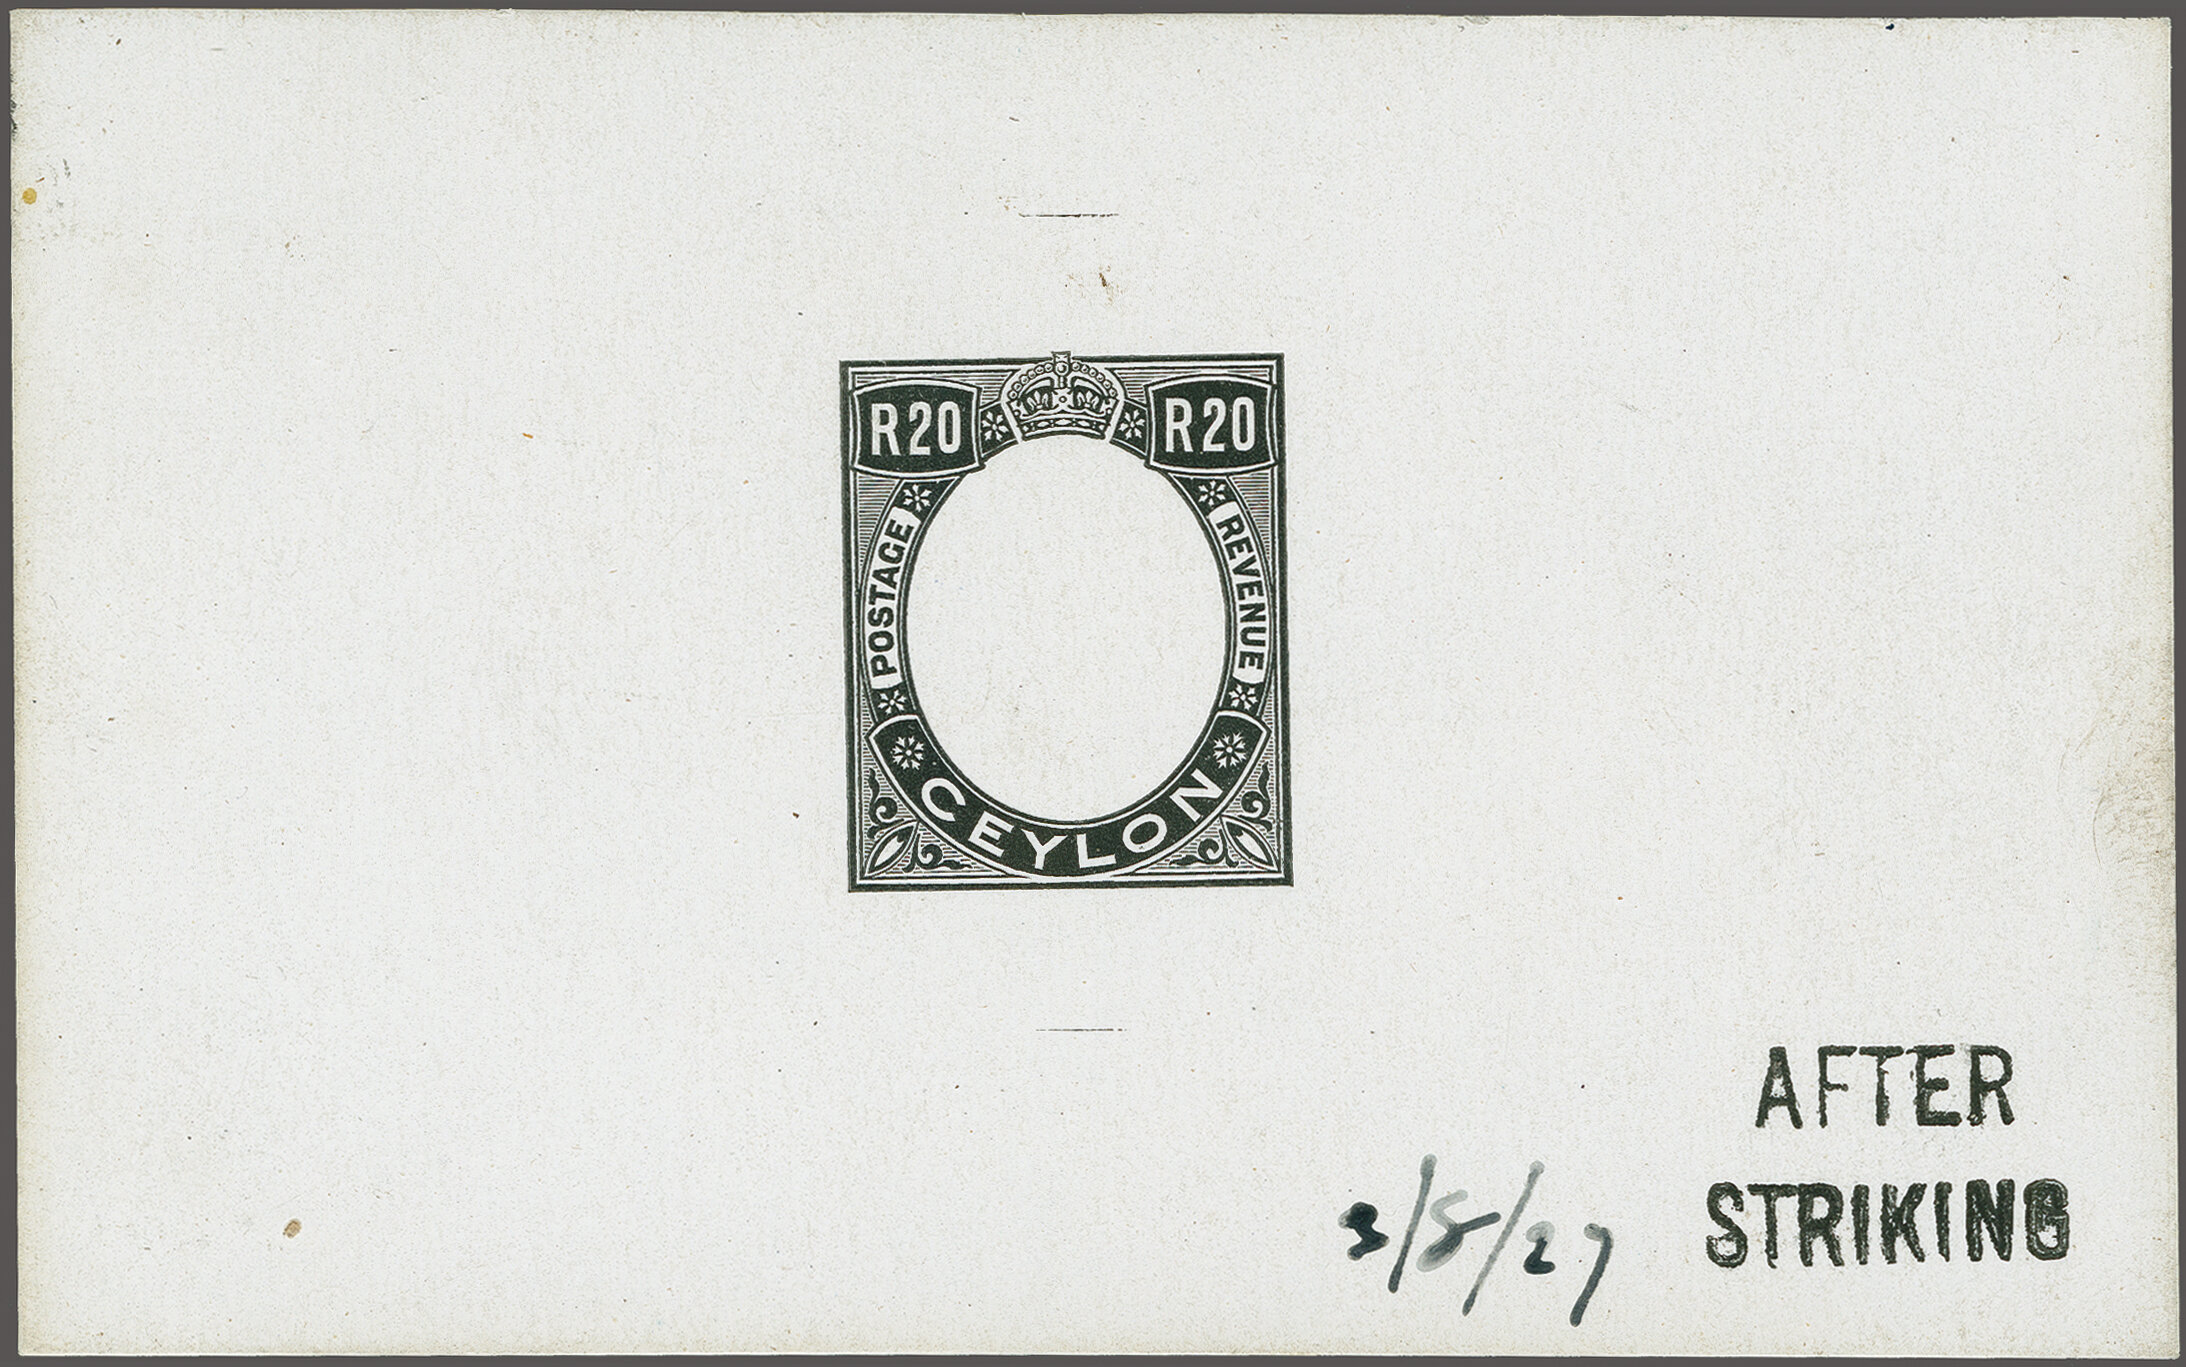 R20 R20
POSTAGE
REVENUE
CEYLON
AFTER
STRIKING
3/8/27